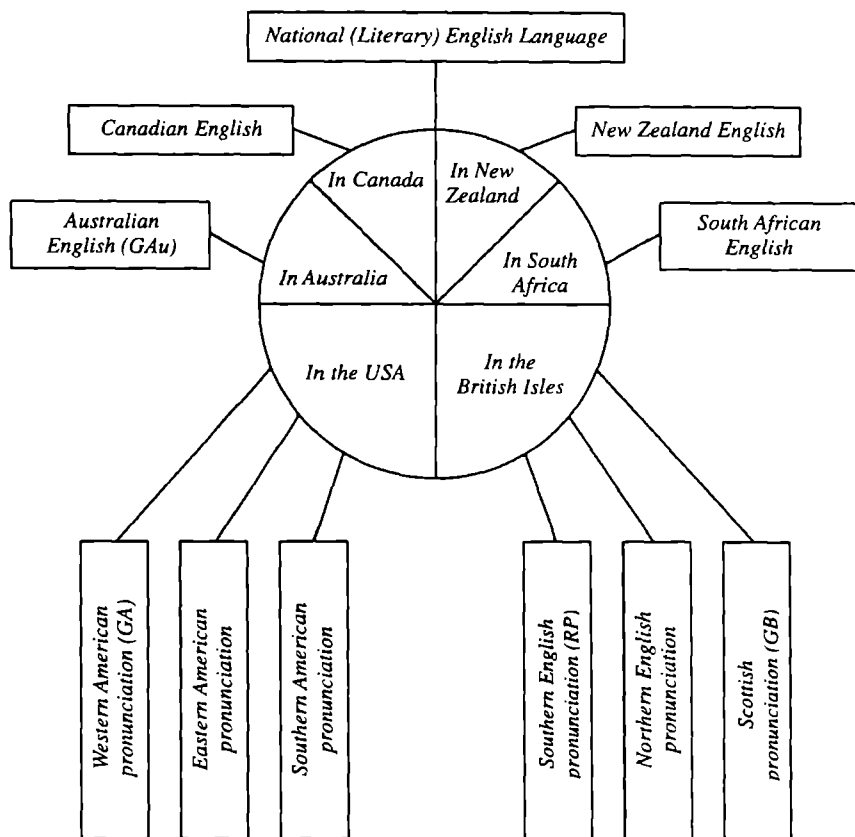 National (Literary) English Language
Canadian English
New Zealand English
In Canada
In New
Zealand
Australian
English (GAu)
South African
English
In Australia
In South
Africa
In the USA
In the
British Isles
Western American
pronunciation (GA)
Eastern American
pronunciation
Southern American
pronunciation
Southern English
pronunciation (RP)
Northern English
pronunciation
Scottish
pronunciation (GB)